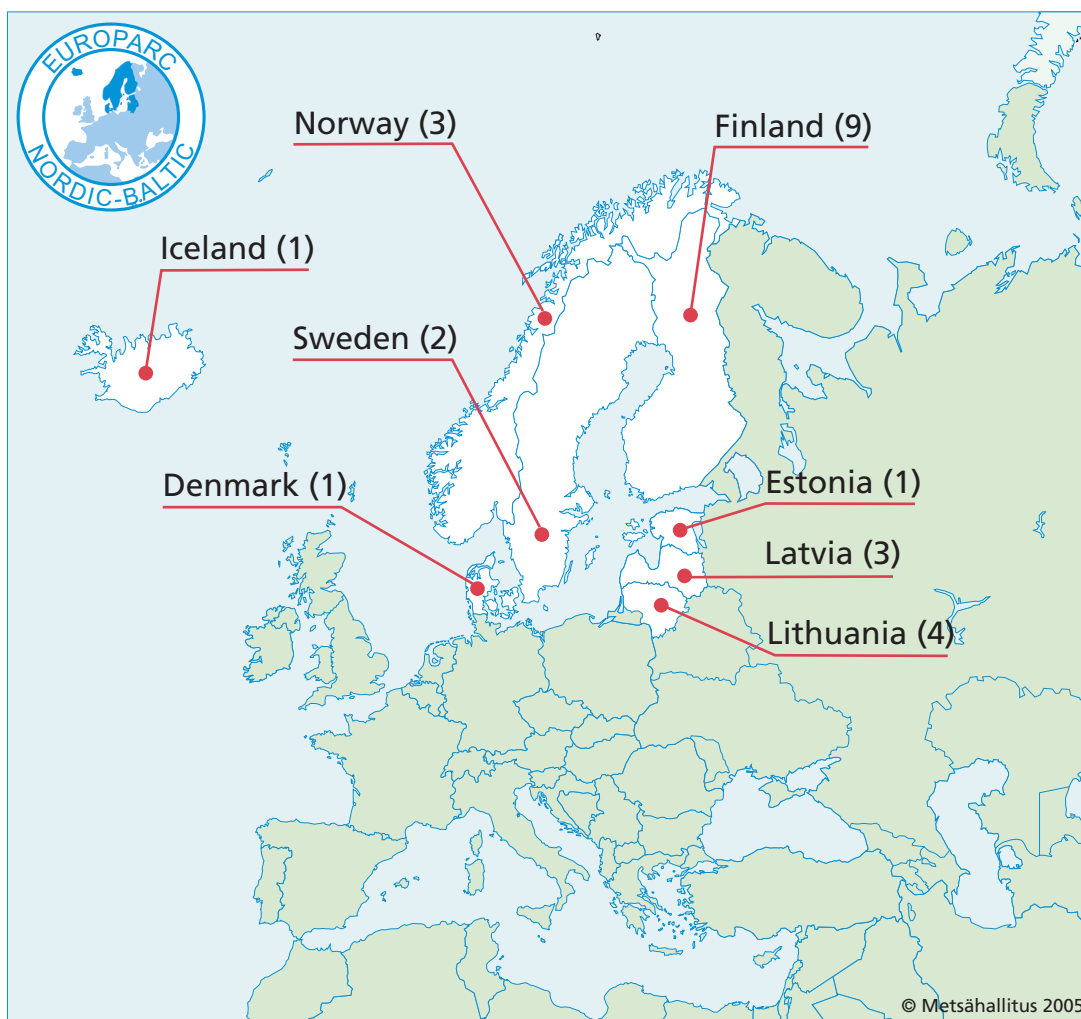 EUROPARC
NORDIC-BALTIC
Norway (3)
Finland (9)
Iceland (1)
Sweden (2)
Denmark (1)
Estonia (1)
Latvia (3)
Lithuania (4)
© Metsähallitus 2005